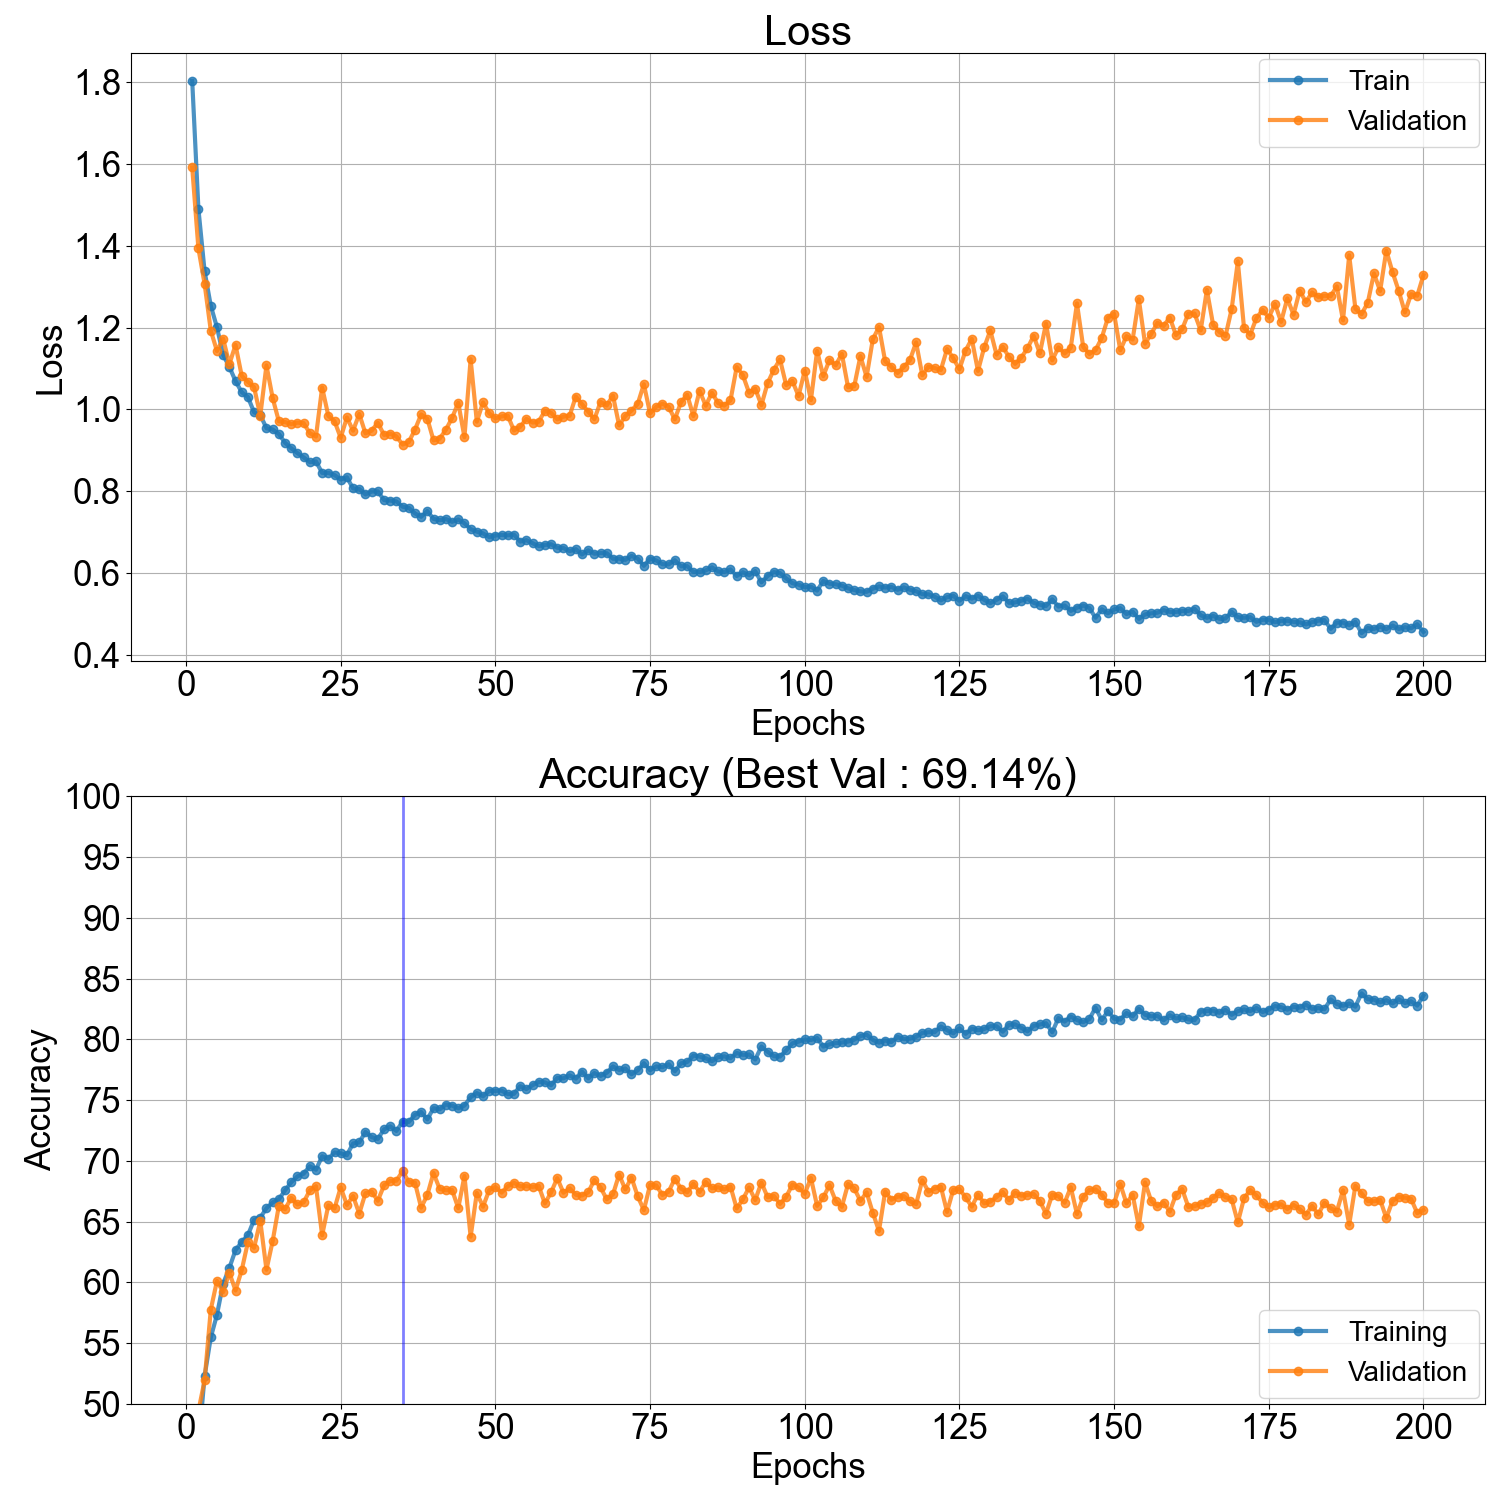 Loss
Loss
1.8
1.6
1.4
1.2
1.0
0.8
0.6
0.4
Train
Validation
0 25 50 75 100 125 150 175 200
Epochs
Accuracy (Best Val : 69.14%)
Accuracy
100
95
90
85
80
75
70
65
60
55
50
Training
Validation
0 25 50 75 100 125 150 175 200
Epochs